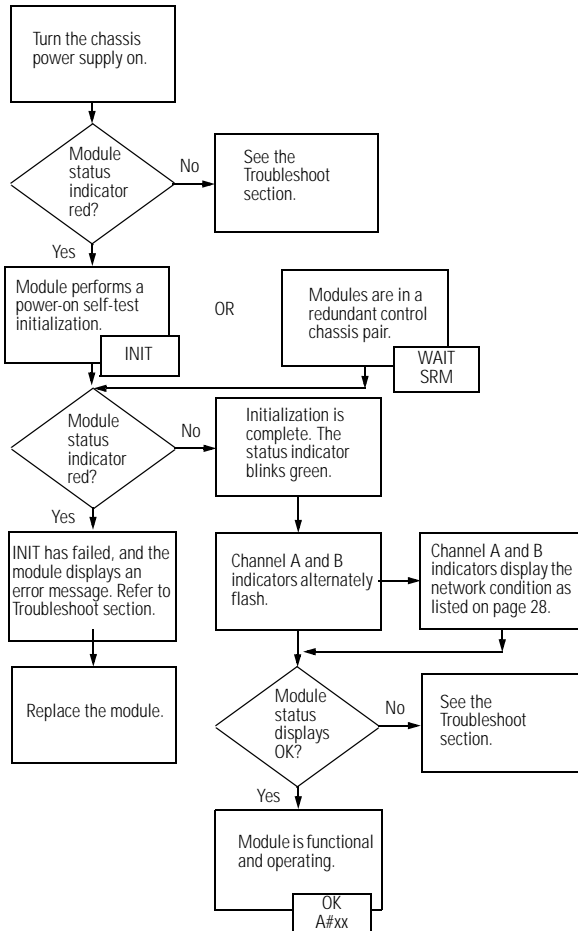 Turn the chassis
power supply on.
Module
status
indicator
red?
No
See the
Troubleshoot
section.
Yes
Module performs a
power-on self-test
initialization.
INIT
OR
Modules are in a
redundant control
chassis pair.
WAIT
SRM
Module
status
indicator
red?
No
Initialization is
complete. The
status indicator
blinks green.
Yes
INIT has failed, and the
module displays an
error message. Refer to
Troubleshoot section.
Channel A and B
indicators alternately
flash.
Channel A and B
indicators display the
network condition as
listed on page 28.
Replace the module.
Module
status
displays
OK?
No
See the
Troubleshoot
section.
Yes
Module is functional
and operating.
OK
A#xx